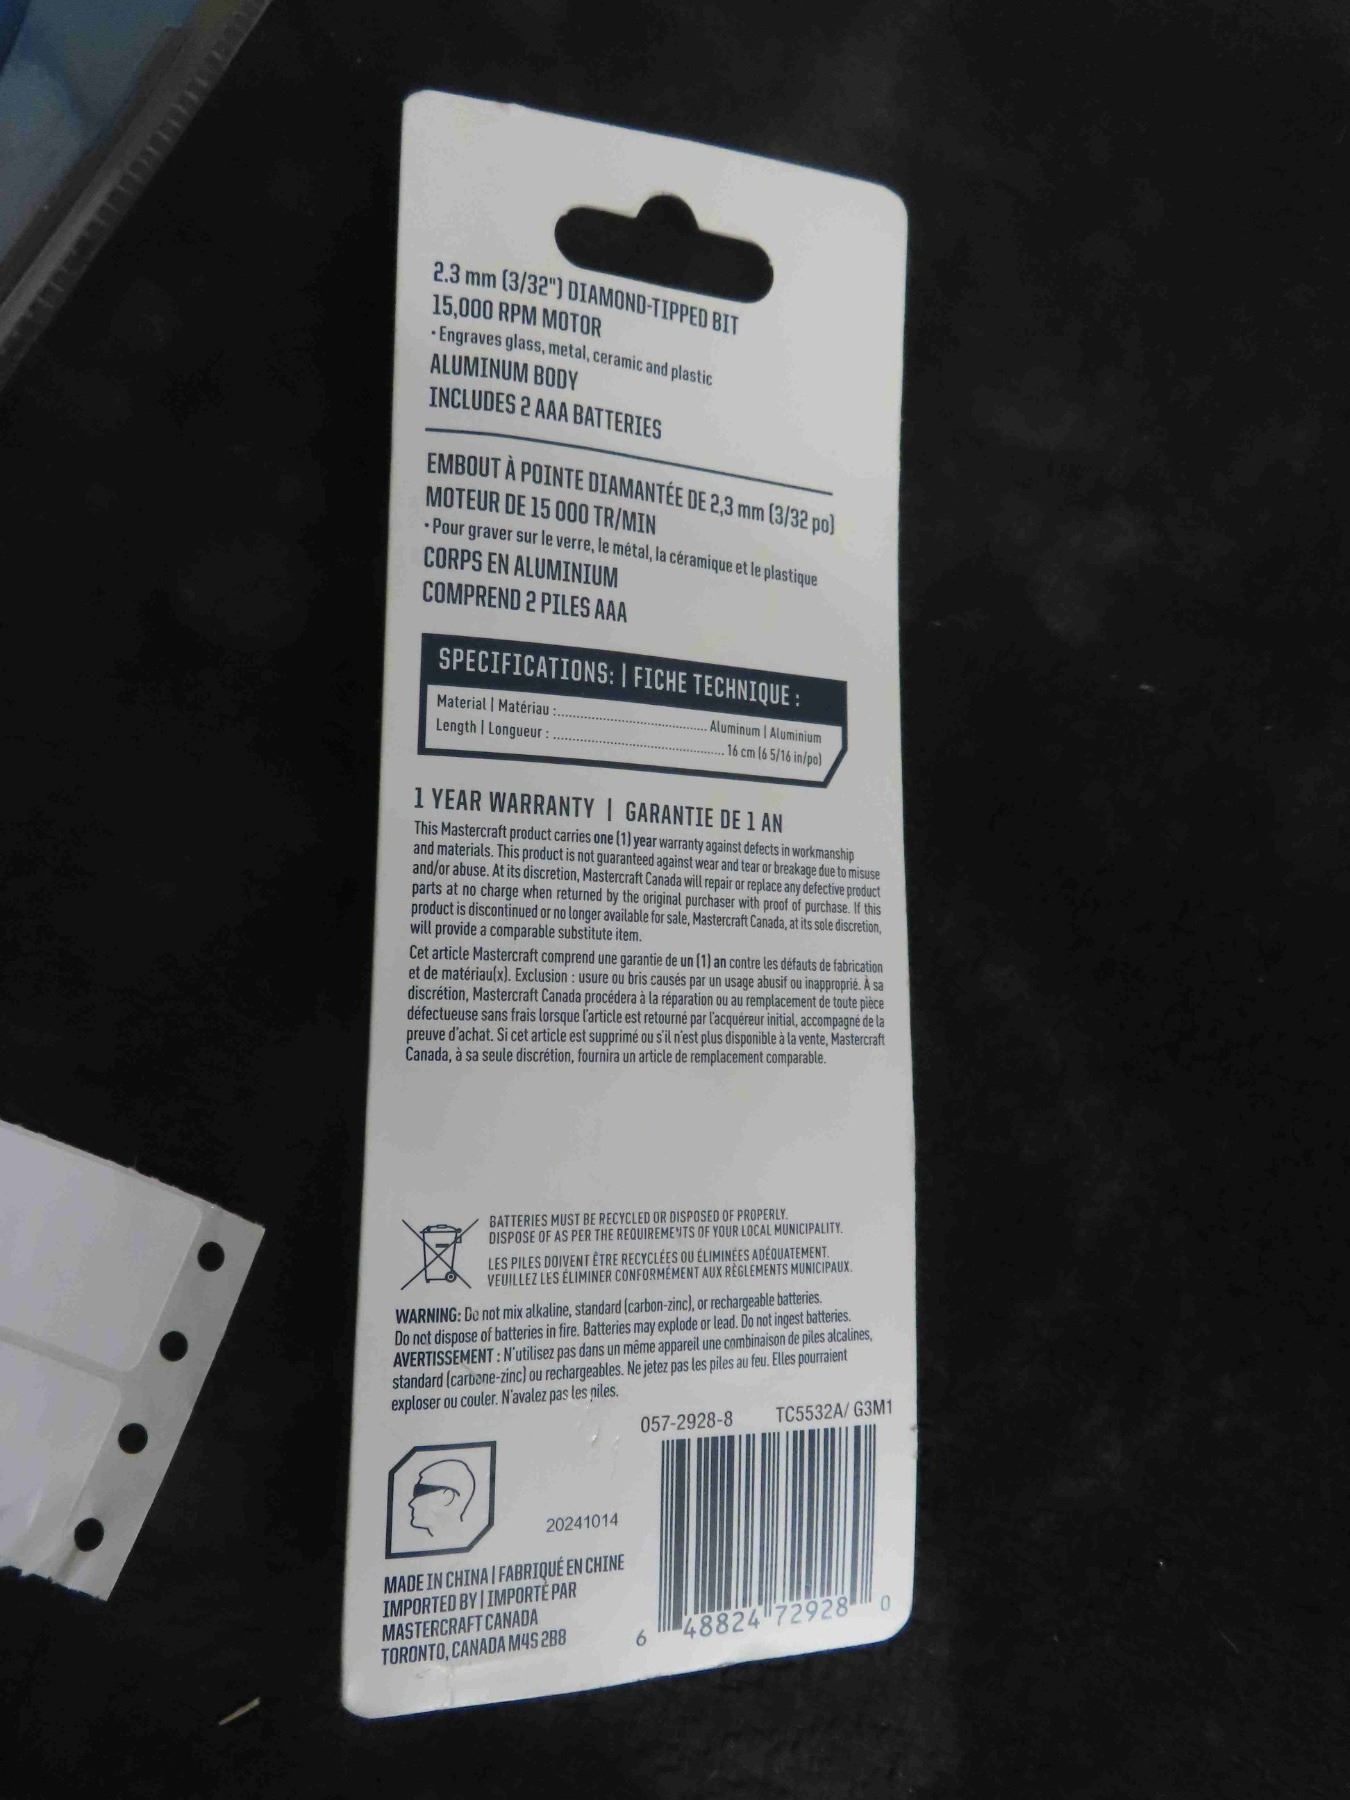 2.3 mm (3/32") DIAMOND-TIPPED BIT
15,000 RPM MOTOR
• Engraves glass, metal, ceramic and plastic
ALUMINUM BODY
INCLUDES 2 AAA BATTERIES
EMBOUT À POINTE DIAMANTÉE DE 2,3 mm (3/32 po)
MOTEUR DE 15 000 TR/MIN
• Pour graver sur le verre, le métal, la céramique et le plastique
CORPS EN ALUMINIUM
COMPREND 2 PILES AAA
SPECIFICATIONS: | FICHE TECHNIQUE :
Material | Matériau :.......................................... Aluminum | Aluminium
Length | Longueur : ............................................... 16 cm (6 5/16 in/po)
1 YEAR WARRANTY | GARANTIE DE 1 AN
This Mastercraft product carries one (1) year warranty against defects in workmanship
and materials. This product is not guaranteed against wear and tear or breakage due to misuse
and/or abuse. At its discretion, Mastercraft Canada will repair or replace any defective product
parts at no charge when returned by the original purchaser with proof of purchase. If this
product is discontinued or no longer available for sale, Mastercraft Canada, at its sole discretion,
will provide a comparable substitute item.
Cet article Mastercraft comprend une garantie de un (1) an contre les défauts de fabrication
et de matériau(x). Exclusion : usure ou bris causés par un usage abusif ou inapproprié. À sa
discrétion, Mastercraft Canada procédera à la réparation ou au remplacement de toute pièce
défectueuse sans frais lorsque l'article est retourné par l'acquéreur initial, accompagné de la
preuve d'achat. Si cet article est supprimé ou s'il n'est plus disponible à la vente, Mastercraft
Canada, à sa seule discrétion, fournira un article de remplacement comparable.
BATTERIES MUST BE RECYCLED OR DISPOSED OF PROPERLY.
DISPOSE OF AS PER THE REQUIREMENTS OF YOUR LOCAL MUNICIPALITY.
LES PILES DOIVENT ÊTRE RECYCLÉES OU ÉLIMINÉES ADÉQUATEMENT.
VEUILLEZ LES ÉLIMINER CONFORMÉMENT AUX RÈGLEMENTS MUNICIPAUX.
WARNING: Do not mix alkaline, standard (carbon-zinc), or rechargeable batteries.
Do not dispose of batteries in fire. Batteries may explode or lead. Do not ingest batteries.
AVERTISSEMENT : N'utilisez pas dans un même appareil une combinaison de piles alcalines,
standard (carbone-zinc) ou rechargeables. Ne jetez pas les piles au feu. Elles pourraient
exploser ou couler. N'avalez pas les piles.
057-2928-8 TC5532A/ G3M1
20241014
MADE IN CHINA | FABRIQUÉ EN CHINE
IMPORTED BY | IMPORTÉ PAR
MASTERCRAFT CANADA
TORONTO, CANADA M4S 2B8
6 48824 72928 0